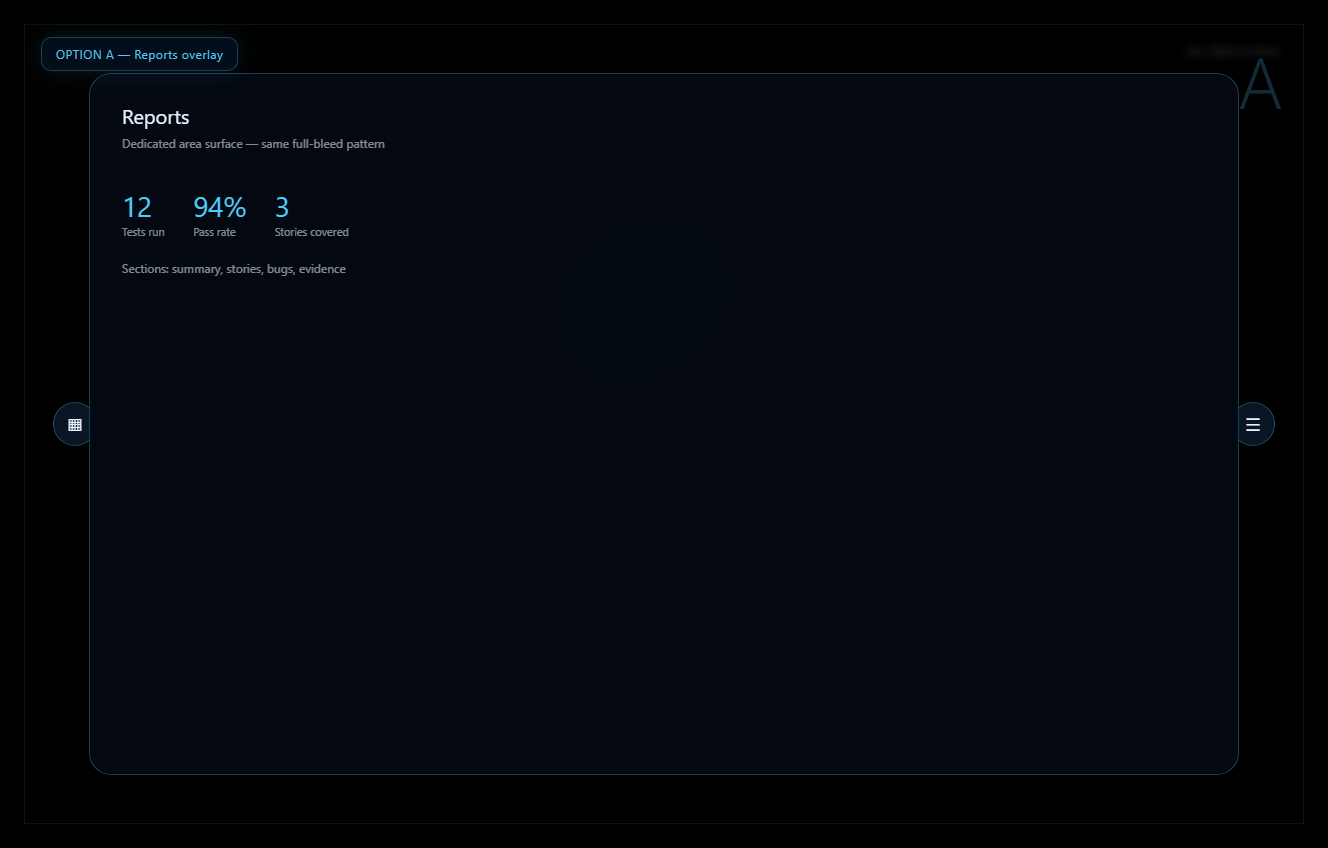 OPTION A — Reports overlay
A
Reports
Dedicated area surface — same full-bleed pattern
12 94% 3
Tests run Pass rate Stories covered
Sections: summary, stories, bugs, evidence